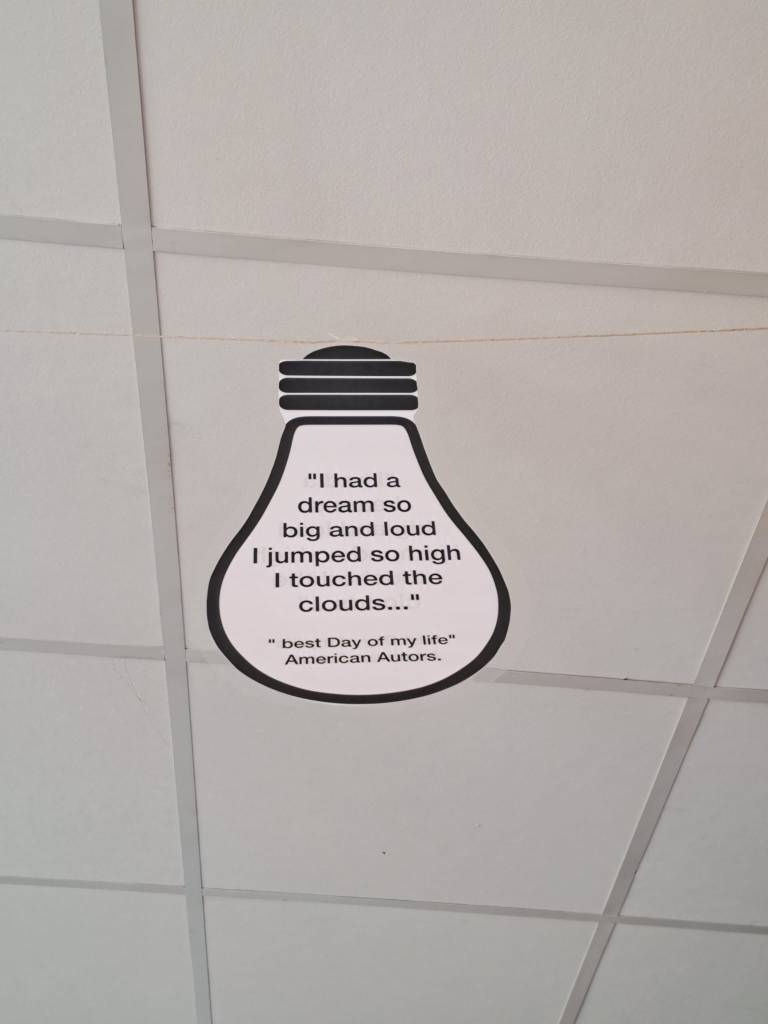 "I had a
dream so
big and loud
I jumped so high
I touched the
clouds..."
" best Day of my life"
American Autors.